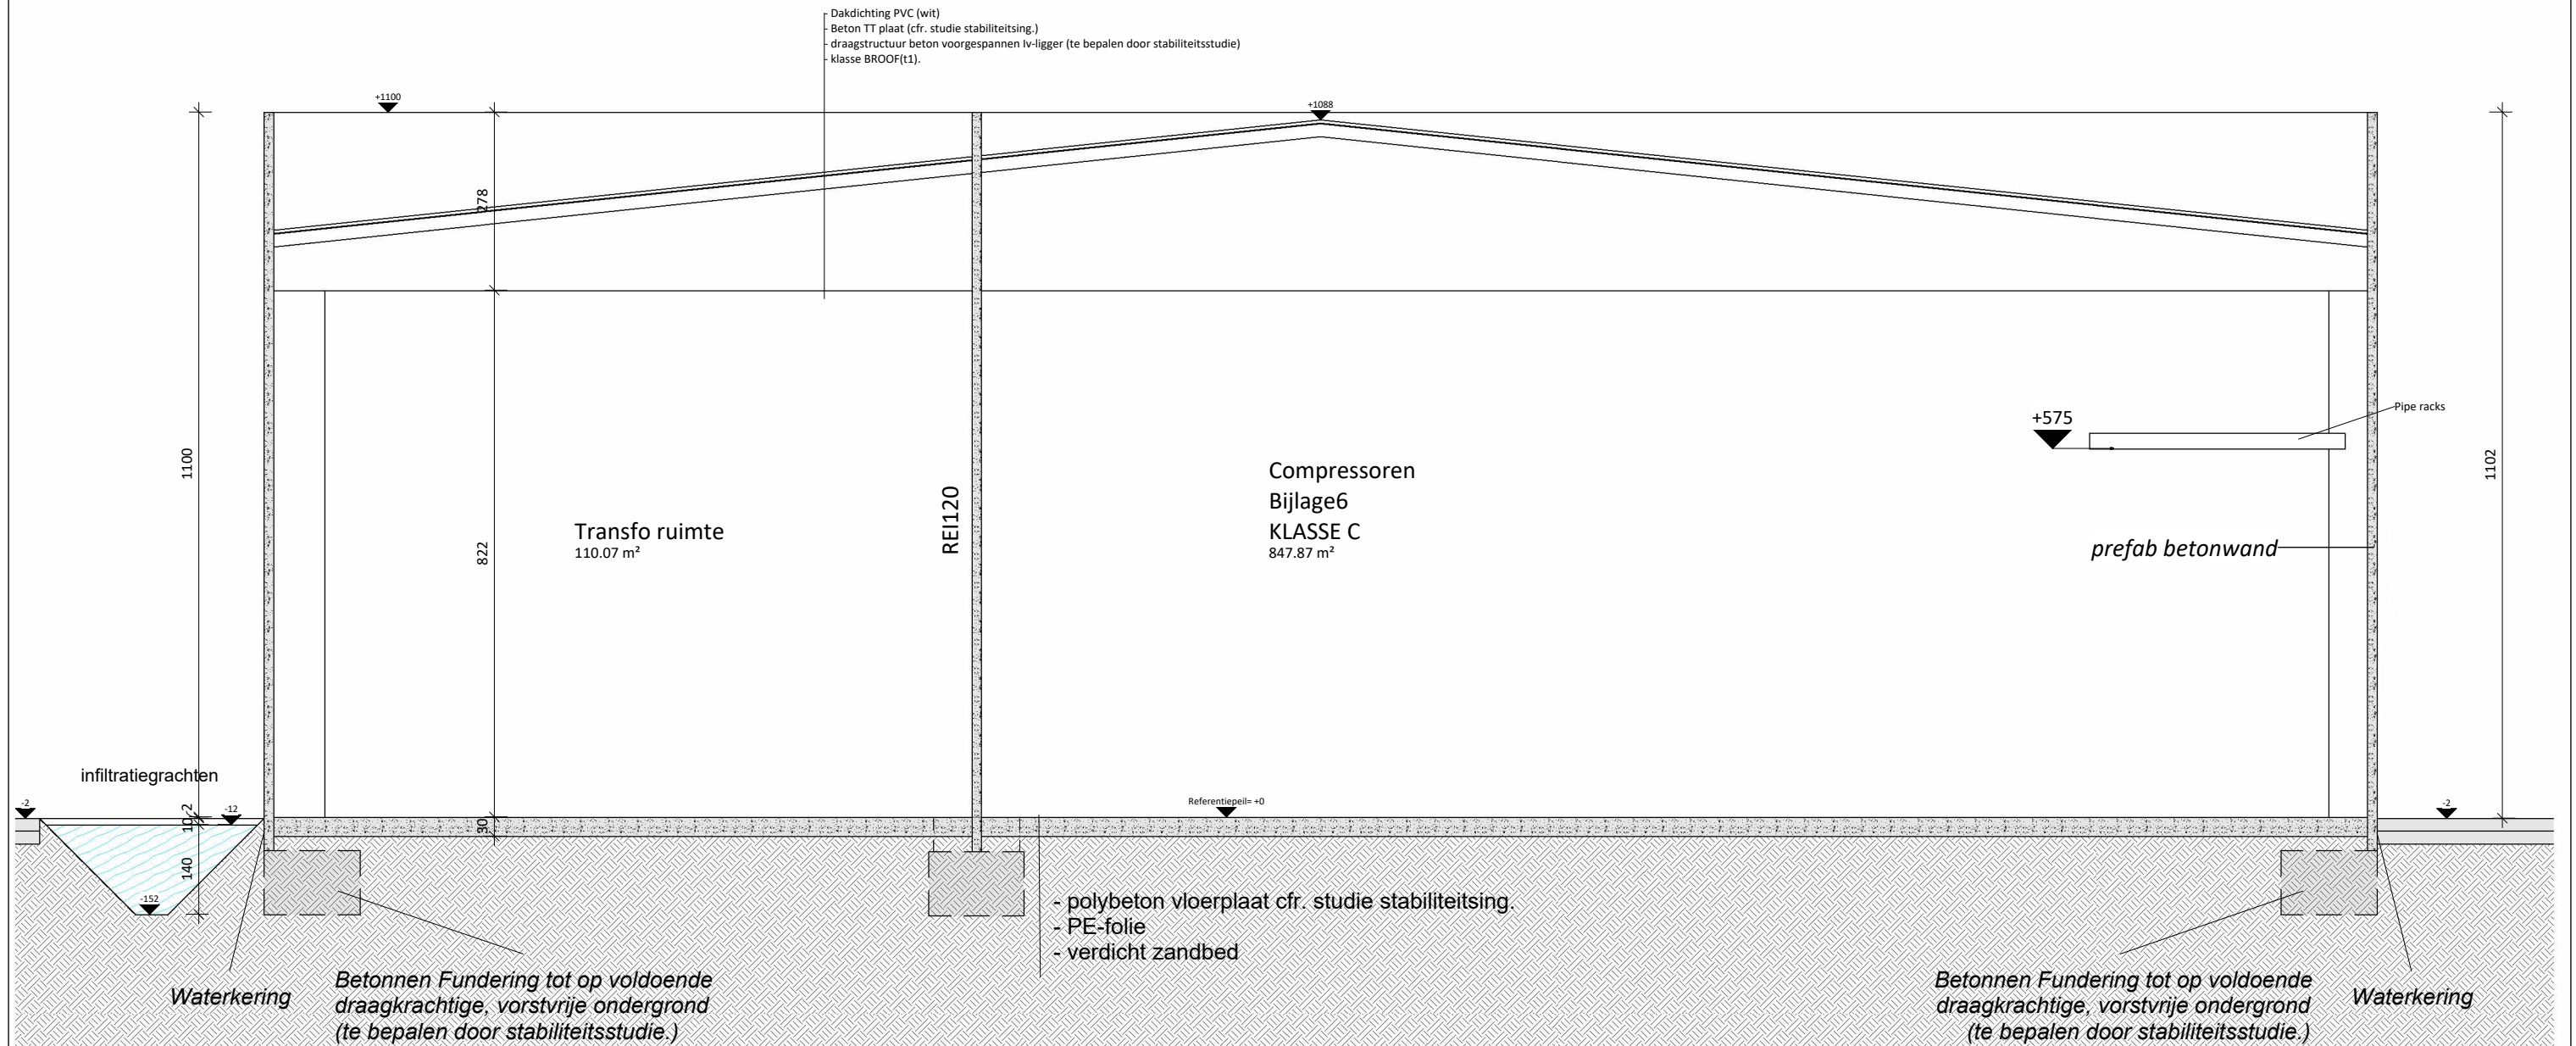 - Dakdichting PVC (wit)
- Beton TT plaat (cfr. studie stabiliteitsing.)
- draagstructuur beton voorgespannen Iv-ligger (te bepalen door stabiliteitsstudie)
- klasse BROOF(t1).
+1100
+1088
278
1100
822
Transfo ruimte
110.07 m²
REI120
Compressoren
Bijlage6
KLASSE C
847.87 m²
+575
Pipe racks
1102
prefab betonwand
infiltratiegrachten
-2
-12
2
10
140
30
-152
Referentiepeil= +0
-2
- polybeton vloerplaat cfr. studie stabiliteitsing.
- PE-folie
- verdicht zandbed
Waterkering
Betonnen Fundering tot op voldoende
draagkrachtige, vorstvrije ondergrond
(te bepalen door stabiliteitsstudie.)
Betonnen Fundering tot op voldoende
draagkrachtige, vorstvrije ondergrond
(te bepalen door stabiliteitsstudie.)
Waterkering